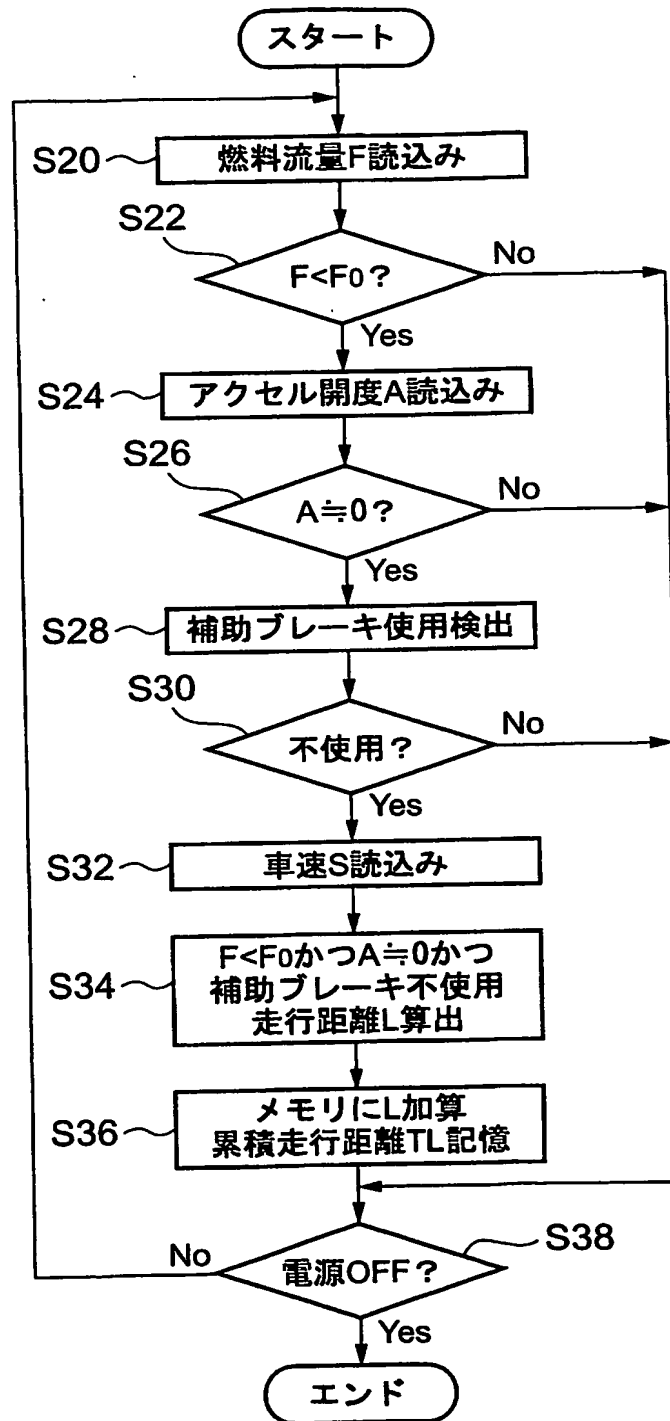 スタート
S20
燃料流量F読込み
S22
F<F0?
No
Yes
S24
アクセル開度A読込み
S26
A≒0?
No
Yes
S28
補助ブレーキ使用検出
S30
不使用?
No
Yes
S32
車速S読込み
S34
F<F0かつA≒0かつ
補助ブレーキ不使用
走行距離L算出
S36
メモリにL加算
累積走行距離TL記憶
S38
電源OFF?
No
Yes
エンド